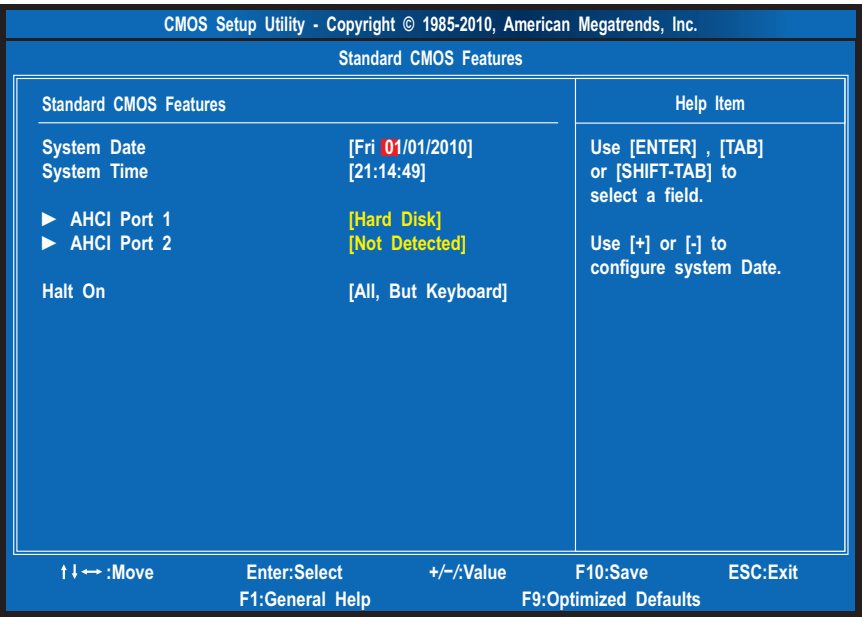 CMOS Setup Utility - Copyright © 1985-2010, American Megatrends, Inc.
Standard CMOS Features
Standard CMOS Features
System Date [Fri 01/01/2010]
System Time [21:14:49]
► AHCI Port 1 [Hard Disk]
► AHCI Port 2 [Not Detected]
Halt On [All, But Keyboard]
Help Item
Use [ENTER] , [TAB]
or [SHIFT-TAB] to
select a field.
Use [+] or [-] to
configure system Date.
↑↓↔ :Move Enter:Select +/−/:Value F10:Save ESC:Exit
F1:General Help F9:Optimized Defaults